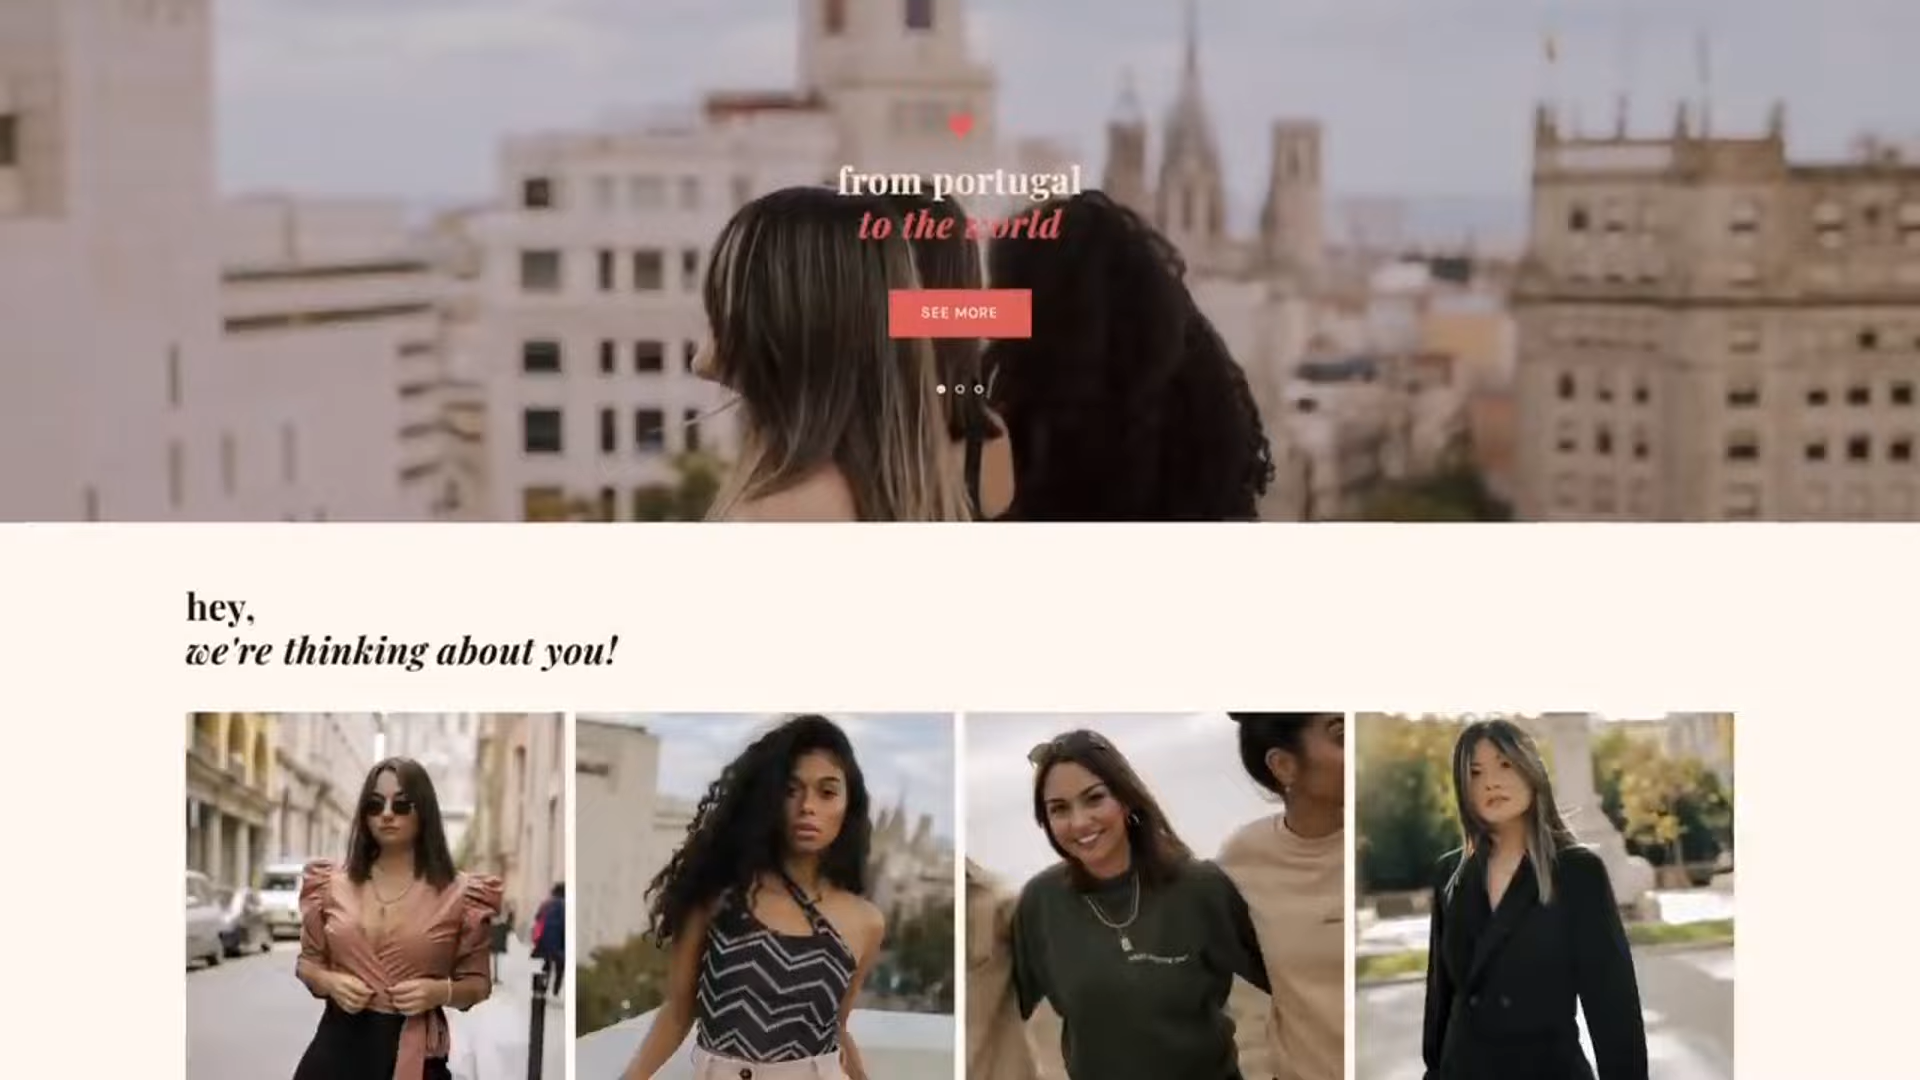 from portugal
to the world
SEE MORE
hey,
we're thinking about you!